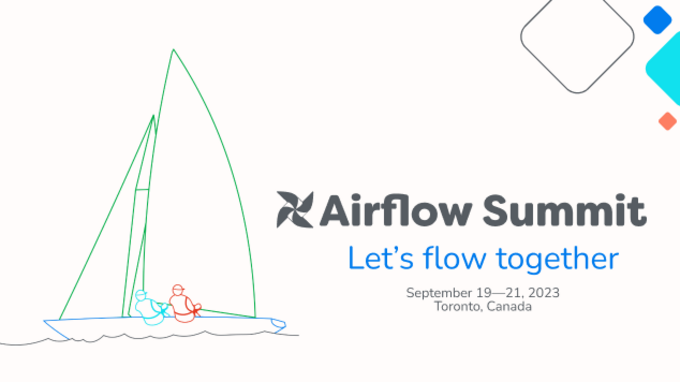 Airflow Summit
Let's flow together
September 19—21, 2023
Toronto, Canada